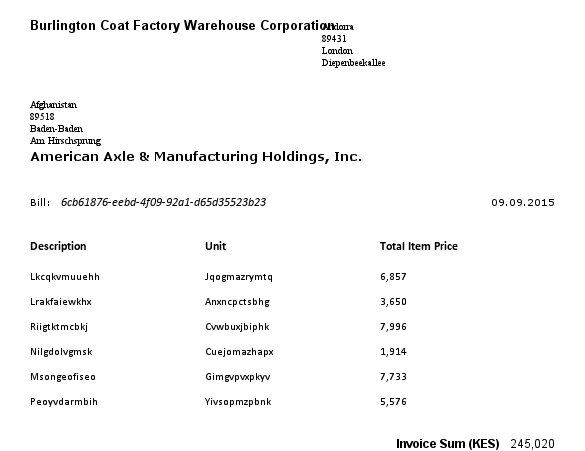 Burlington Coat Factory Warehouse Corporation
Andorra
89431
London
Diepenbeekallee
Afghanistan
89518
Baden-Baden
Am Hirschsprung
American Axle & Manufacturing Holdings, Inc.
Bill: 6cb61876-eebd-4f09-92a1-d65d35523b23 09.09.2015
Description Unit Total Item Price
Lkcqkvmuuehh Jqogmazrymtq 6,857
Lrakfaiewkhx Anxncpctsbhg 3,650
Riigtktmcbkj Cvwbuxjbiphk 7,996
Nilgdolvgmsk Cuejomazhapx 1,914
Msongeofiseo Gimgvpvxpkyv 7,733
Peoyvdarmbih Yivsopmzpbnk 5,576
Invoice Sum (KES) 245,020